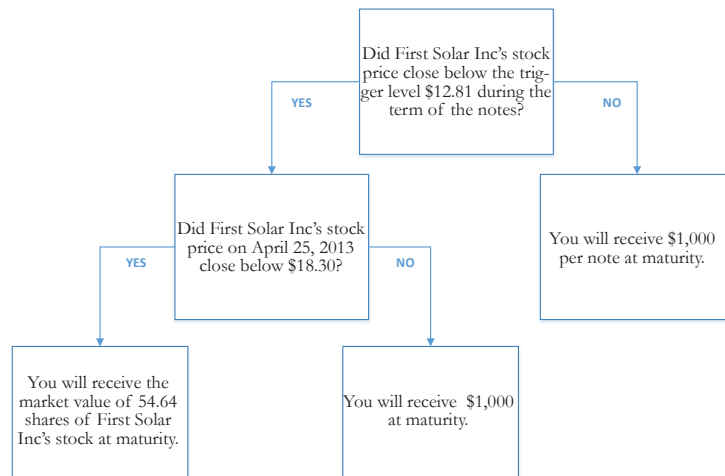 Did First Solar Inc's stock
price close below the trig-
ger level $12.81 during the
term of the notes?
YES
NO
Did First Solar Inc's stock
price on April 25, 2013
close below $18.30?
You will receive $1,000
per note at maturity.
YES
NO
You will receive the
market value of 54.64
shares of First Solar
Inc's stock at maturity.
You will receive $1,000
at maturity.